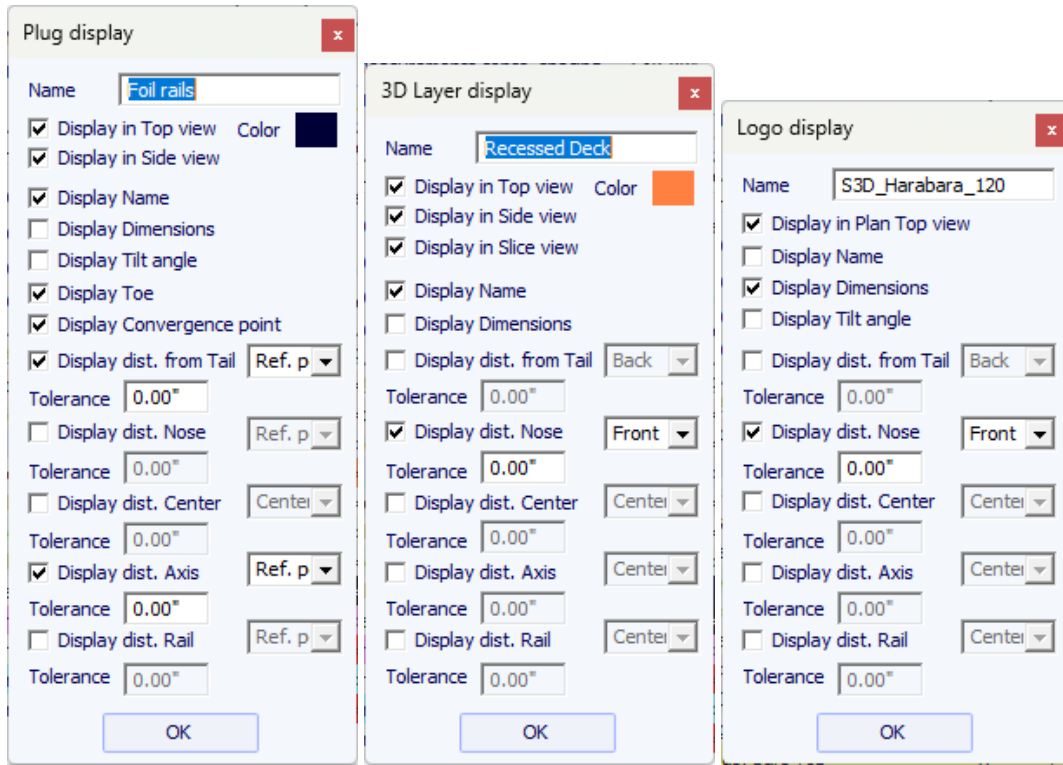 Plug display
x
Name Foil rails
Display in Top view Color
Display in Side view
Display Name
Display Dimensions
Display Tilt angle
Display Toe
Display Convergence point
Display dist. from Tail Ref. p
Tolerance 0.00"
Display dist. Nose Ref. p
Tolerance 0.00"
Display dist. Center Center
Tolerance 0.00"
Display dist. Axis Ref. p
Tolerance 0.00"
Display dist. Rail Ref. p
Tolerance 0.00"
OK
3D Layer display
x
Name Recessed Deck
Display in Top view Color
Display in Side view
Display in Slice view
Display Name
Display Dimensions
Display dist. from Tail Back
Tolerance 0.00"
Display dist. Nose Front
Tolerance 0.00"
Display dist. Center Center
Tolerance 0.00"
Display dist. Axis Center
Tolerance 0.00"
Display dist. Rail Center
Tolerance 0.00"
OK
Logo display
x
Name S3D_Harabara_120
Display in Plan Top view
Display Name
Display Dimensions
Display Tilt angle
Display dist. from Tail Back
Tolerance 0.00"
Display dist. Nose Front
Tolerance 0.00"
Display dist. Center Center
Tolerance 0.00"
Display dist. Axis Center
Tolerance 0.00"
Display dist. Rail Center
Tolerance 0.00"
OK